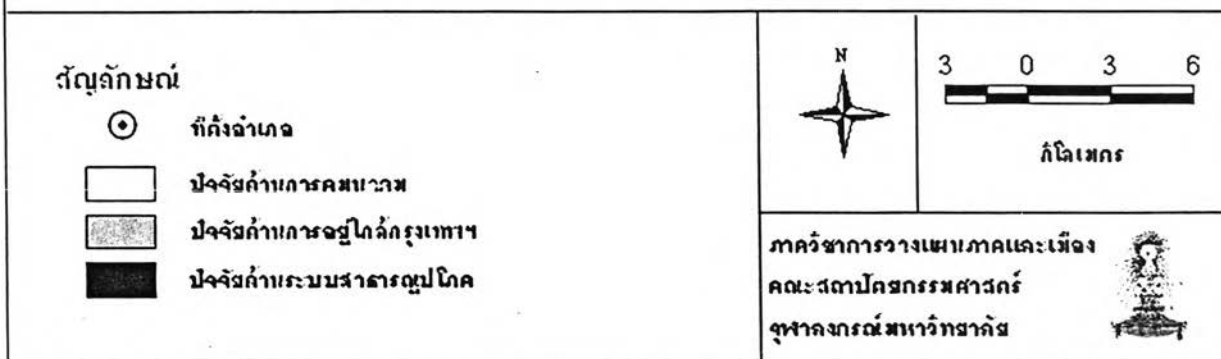 สัญลักษณ์
ที่ตั้งอำเภอ
ปัจจัยด้านการคมนาคม
ปัจจัยด้านการอยู่ใกล้กรุงเทพฯ
ปัจจัยด้านระบบสาธารณูปโภค
N
3 0 3 6
กิโลเมตร
ภาควิชาการวางแผนภาคและเมือง
คณะสถาปัตยกรรมศาสตร์
จุฬาลงกรณ์มหาวิทยาลัย